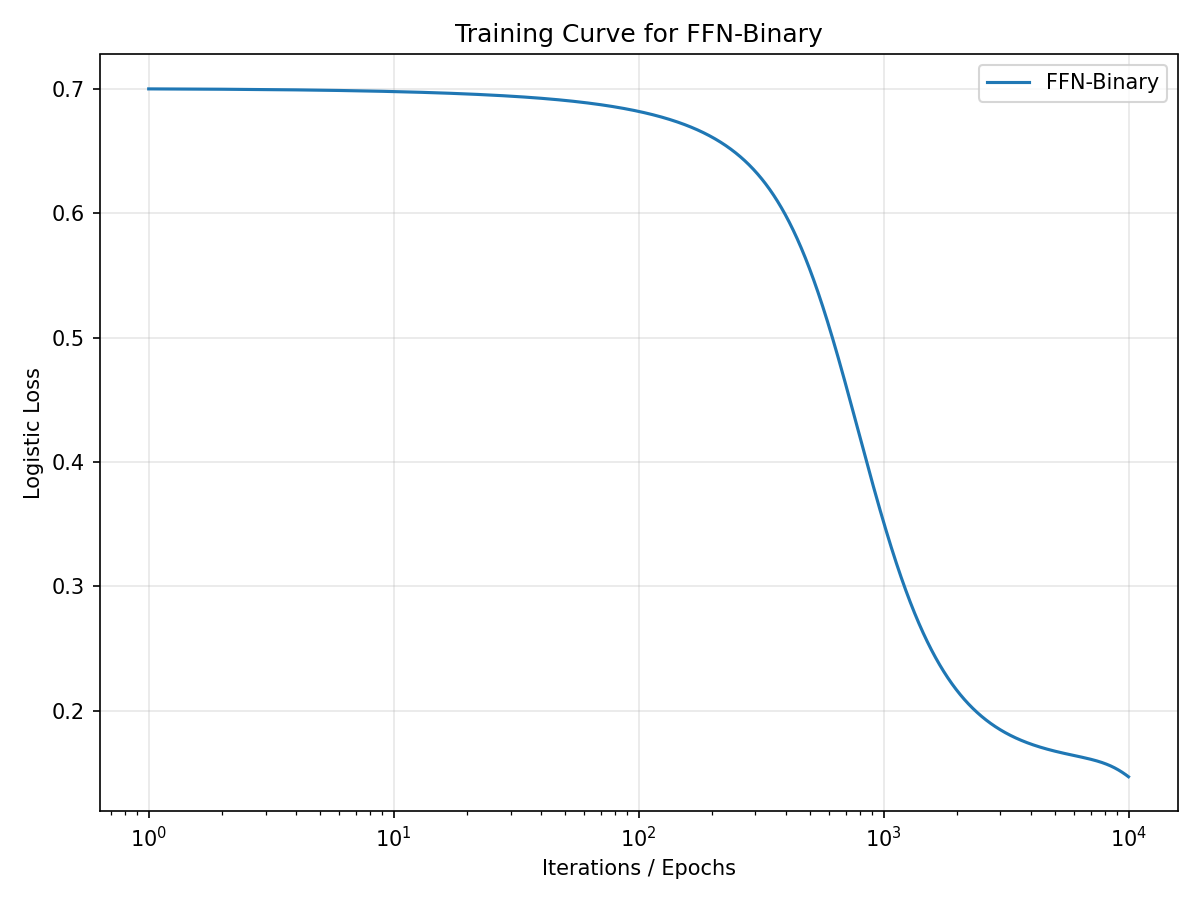 Training Curve for FFN-Binary
FFN-Binary
0.7
0.6
0.5
0.4
0.3
0.2
Logistic Loss
10⁰ 10¹ 10² 10³ 10⁴
Iterations / Epochs